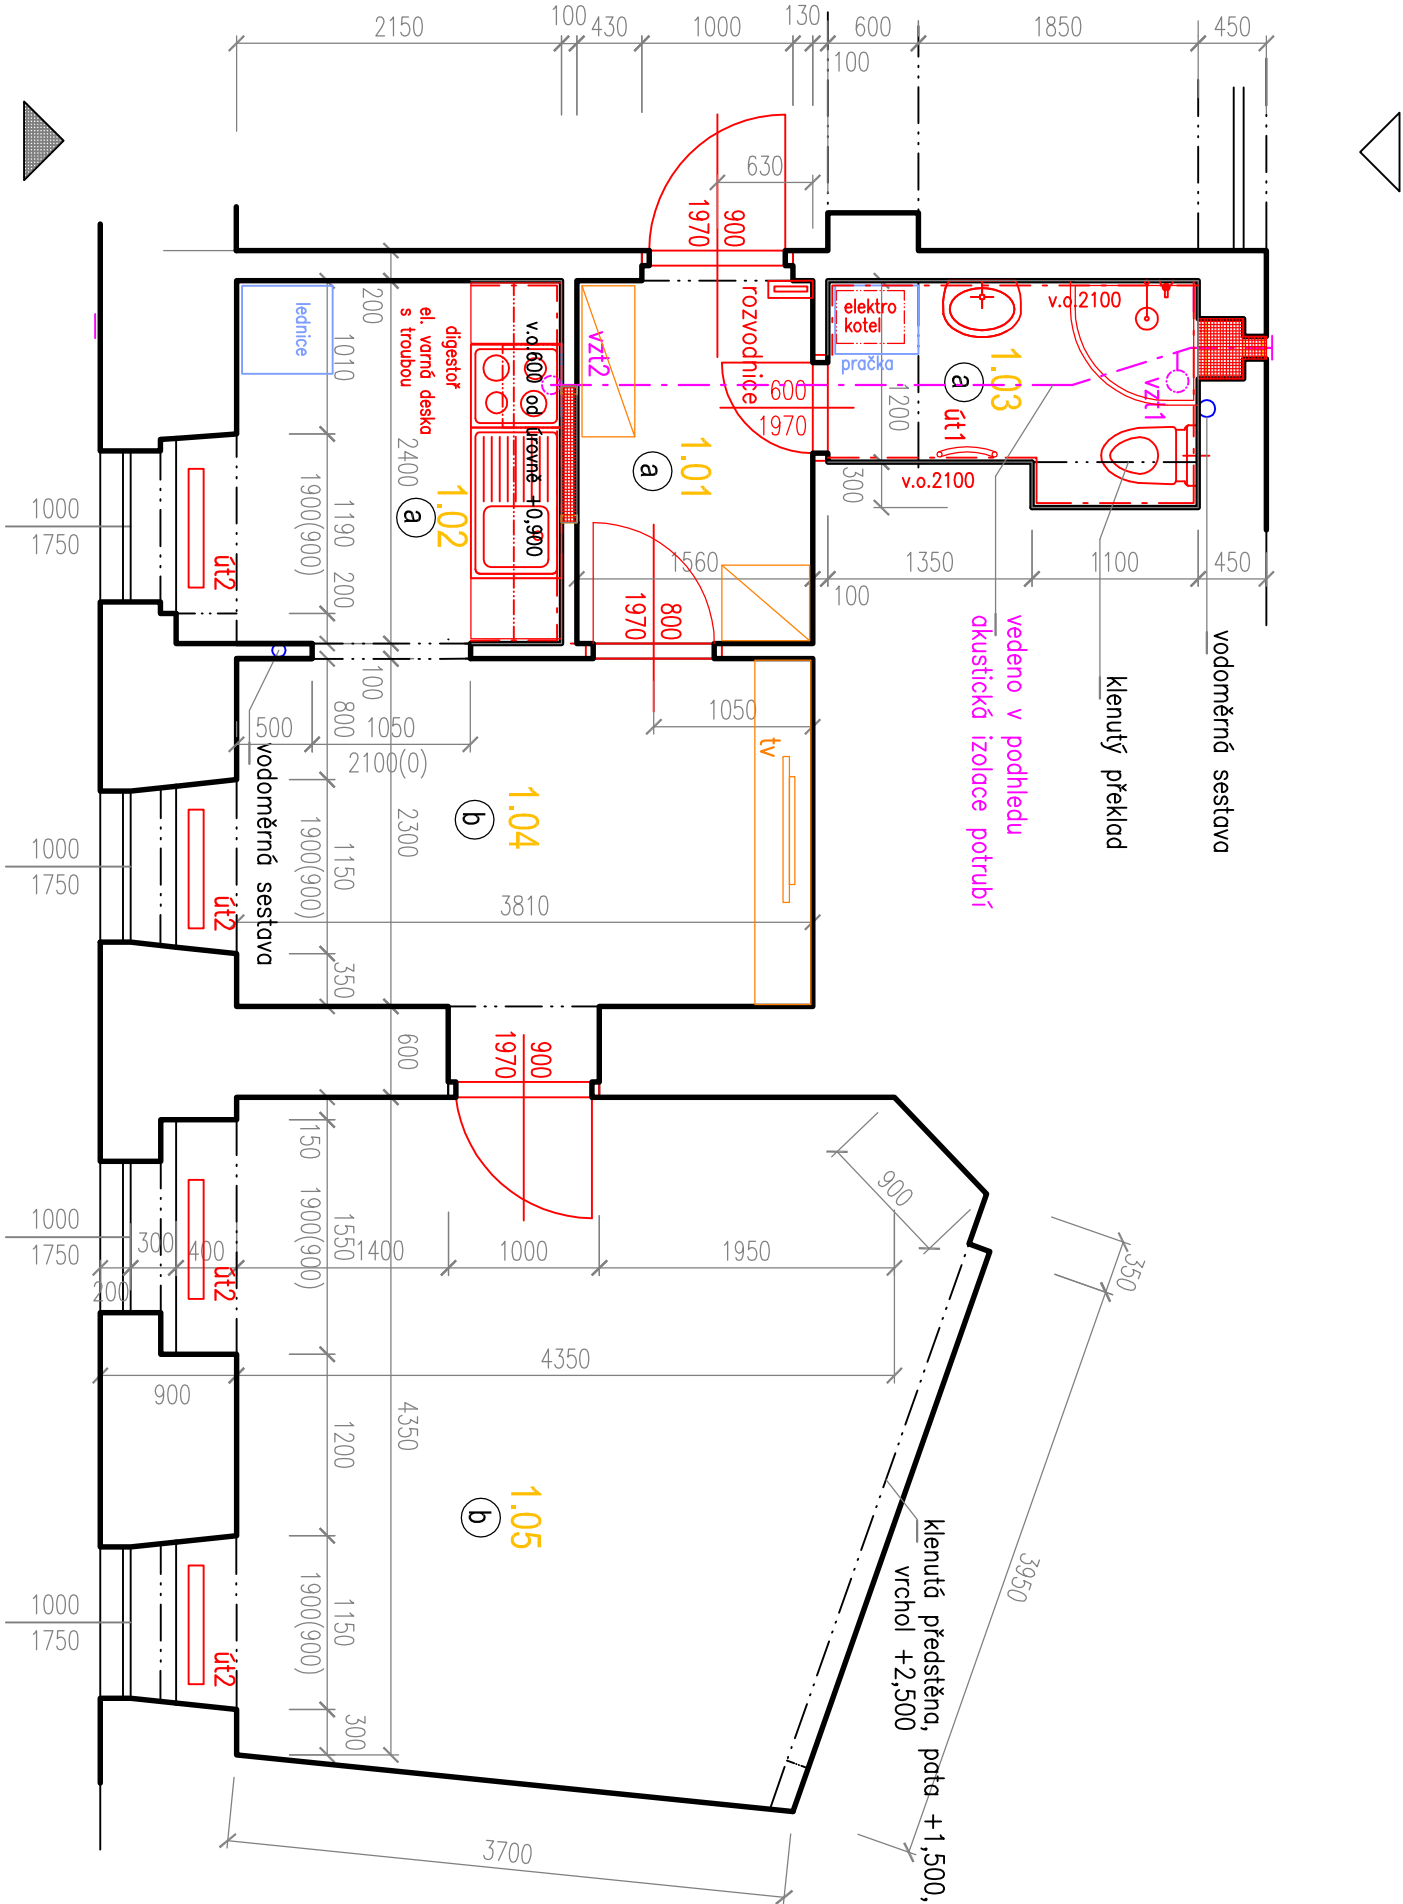 2150
100
430
1000
130
100
600
1850
450
630
900
1970
rozvodnice
vzt2
600
1970
elektro
kotel
pračka
1200
1.03
a
út1
v.o.2100
vzt1
v.o.2100
300
lednice
200
1010
digestoř
el. varná deska
s troubou
v.o.600 od úrovně +0,900
2400
1.02
a
1.01
a
1190
1900(900)
200
út2
1000
1750
1560
100
1350
1100
450
800
1970
vedeno v podhledu
akustická izolace potrubí
klenutý překlad
vodoměrná sestava
100
800
500
1050
2100(0)
1050
tv
vodoměrná sestava
1.04
b
2300
1150
1900(900)
3810
350
út2
1000
1750
600
900
1970
150
1550
1900(900)
1400
1000
1950
900
350
200
300
400
út2
1000
1750
900
4350
4350
1200
1.05
b
3950
klenutá předstěna, pata +1,500,
vrchol +2,500
1150
1900(900)
300
út2
1000
1750
3700